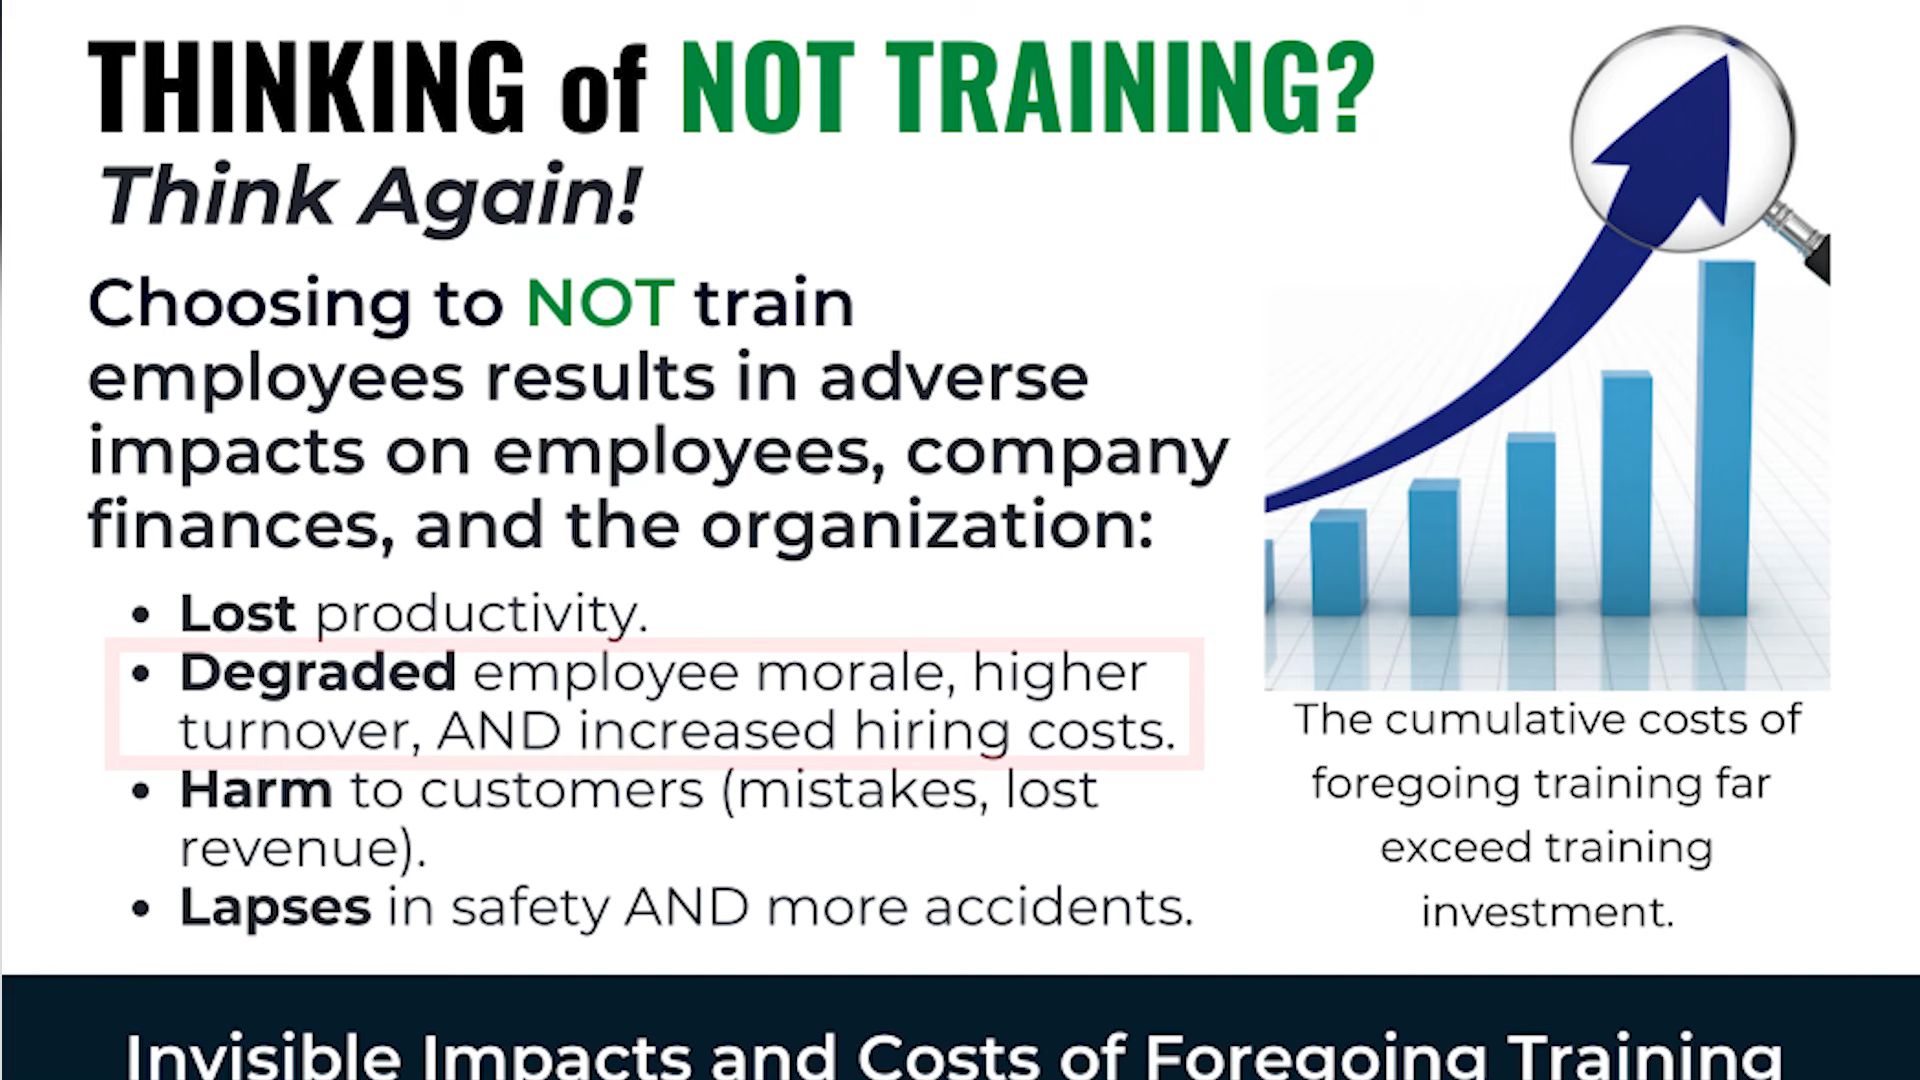 THINKING of NOT TRAINING?
Think Again!
Choosing to NOT train
employees results in adverse
impacts on employees, company
finances, and the organization:
• Lost productivity.
• Degraded employee morale, higher
turnover, AND increased hiring costs.
• Harm to customers (mistakes, lost
revenue).
• Lapses in safety AND more accidents.
The cumulative costs of
foregoing training far
exceed training
investment.
Invisible Impacts and Costs of Foregoing Training